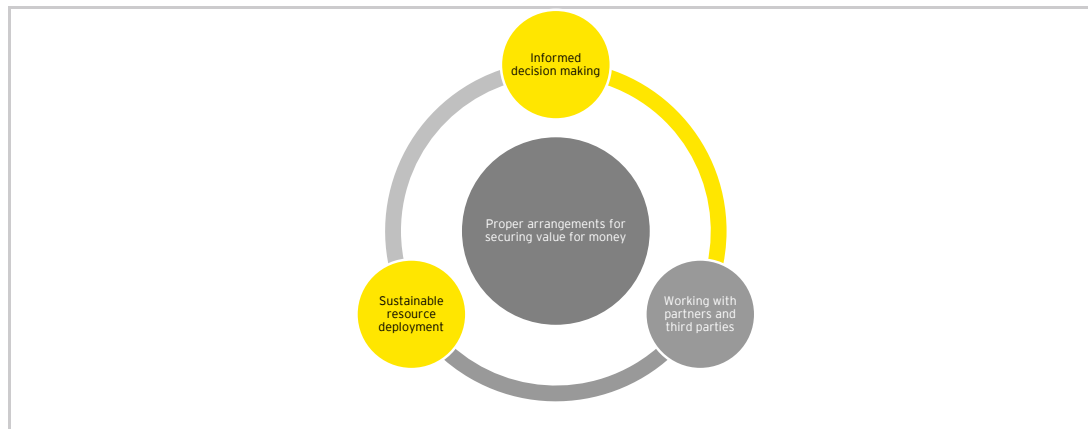 Informed
decision making
Proper arrangements for
securing value for money
Sustainable
resource
deployment
Working with
partners and
third parties